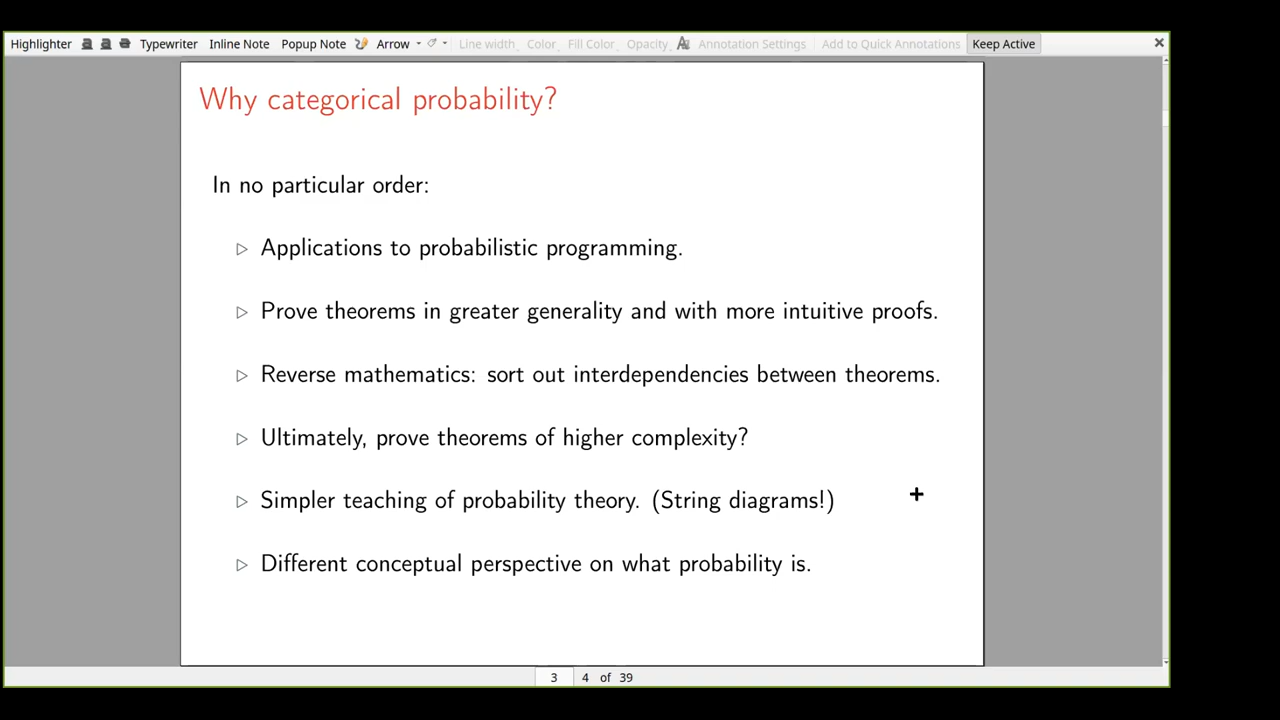 Highlighter Typewriter Inline Note Popup Note Arrow Line width Color Fill Color Opacity Annotation Settings Add to Quick Annotations Keep Active
Why categorical probability?
In no particular order:
▷ Applications to probabilistic programming.
▷ Prove theorems in greater generality and with more intuitive proofs.
▷ Reverse mathematics: sort out interdependencies between theorems.
▷ Ultimately, prove theorems of higher complexity?
▷ Simpler teaching of probability theory. (String diagrams!)
▷ Different conceptual perspective on what probability is.
3 4 of 39